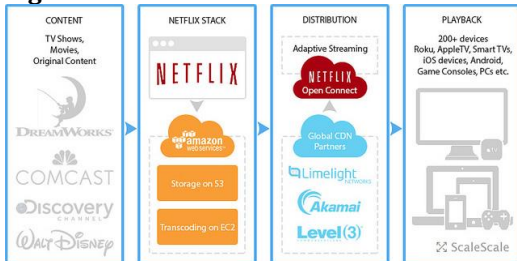 CONTENT
TV Shows,
Movies,
Original Content
DREAMWORKS
COMCAST
Discovery
CHANNEL
WALT DISNEY
NETFLIX STACK
NETFLIX
amazon
web services
Storage on S3
Transcoding on EC2
DISTRIBUTION
Adaptive Streaming
NETFLIX
Open Connect
Global CDN
Partners
Limelight
NETWORKS
Akamai
Level(3)
PLAYBACK
200+ devices
Roku, AppleTV, Smart TVs,
iOS devices, Android,
Game Consoles, PCs etc.
tv
ScaleScale